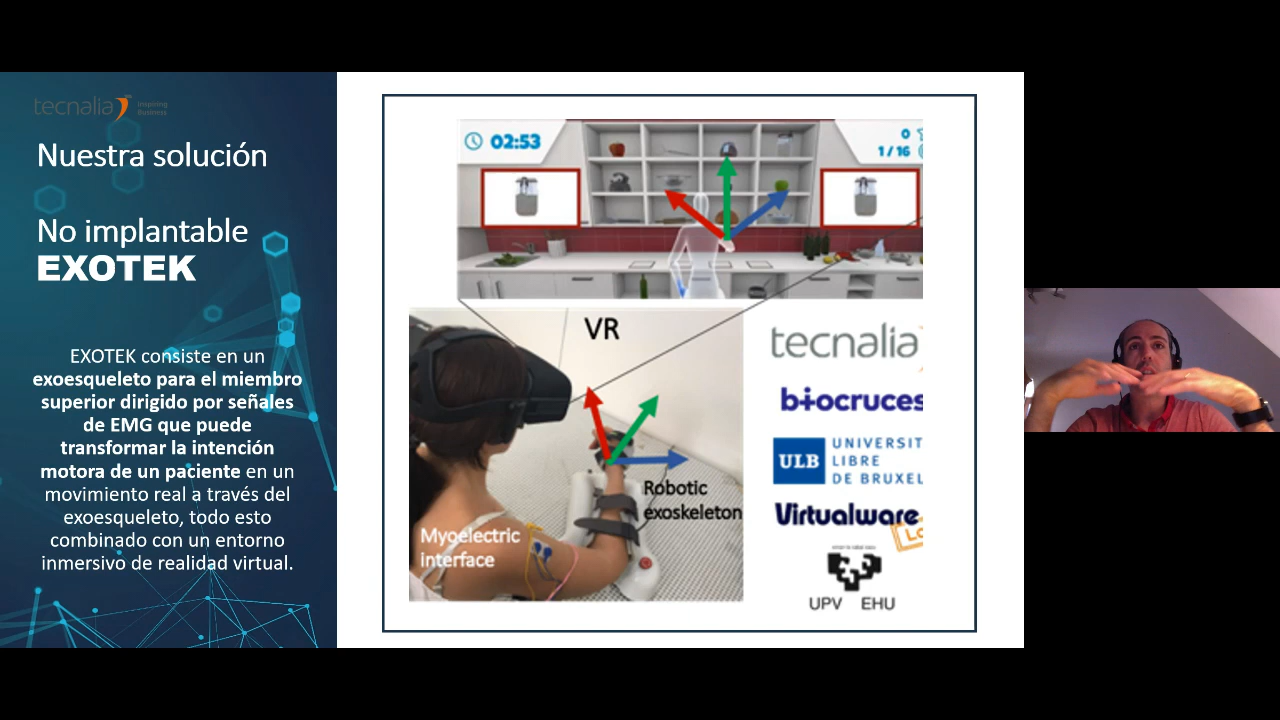 tecnalia
Inspiring
Business
Nuestra solución
No implantable
EXOTEK
EXOTEK consiste en un
exoesqueleto para el miembro
superior dirigido por señales
de EMG que puede
transformar la intención
motora de un paciente en un
movimiento real a través del
exoesqueleto, todo esto
combinado con un entorno
inmersivo de realidad virtual.
02:53
0
1 / 16
VR
Robotic
exoskeleton
Myoelectric
interface
tecnalia
biocruces
ULB
UNIVERSIT
LIBRE
DE BRUXEL
Virtualware
LO
UPV EHU